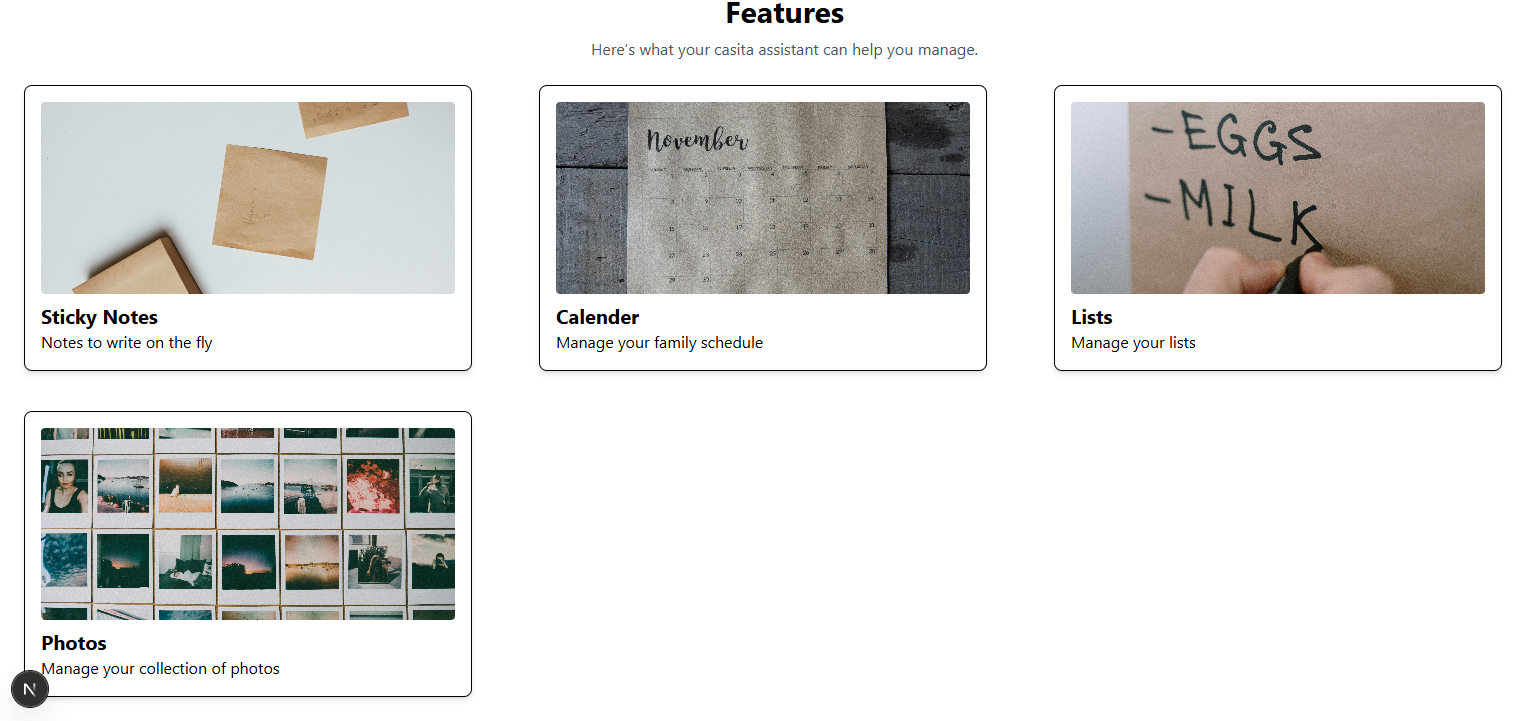 Features
Here's what your casita assistant can help you manage.
November
-EGGS
-MILK
Sticky Notes
Notes to write on the fly
Calender
Manage your family schedule
Lists
Manage your lists
Photos
Manage your collection of photos
N